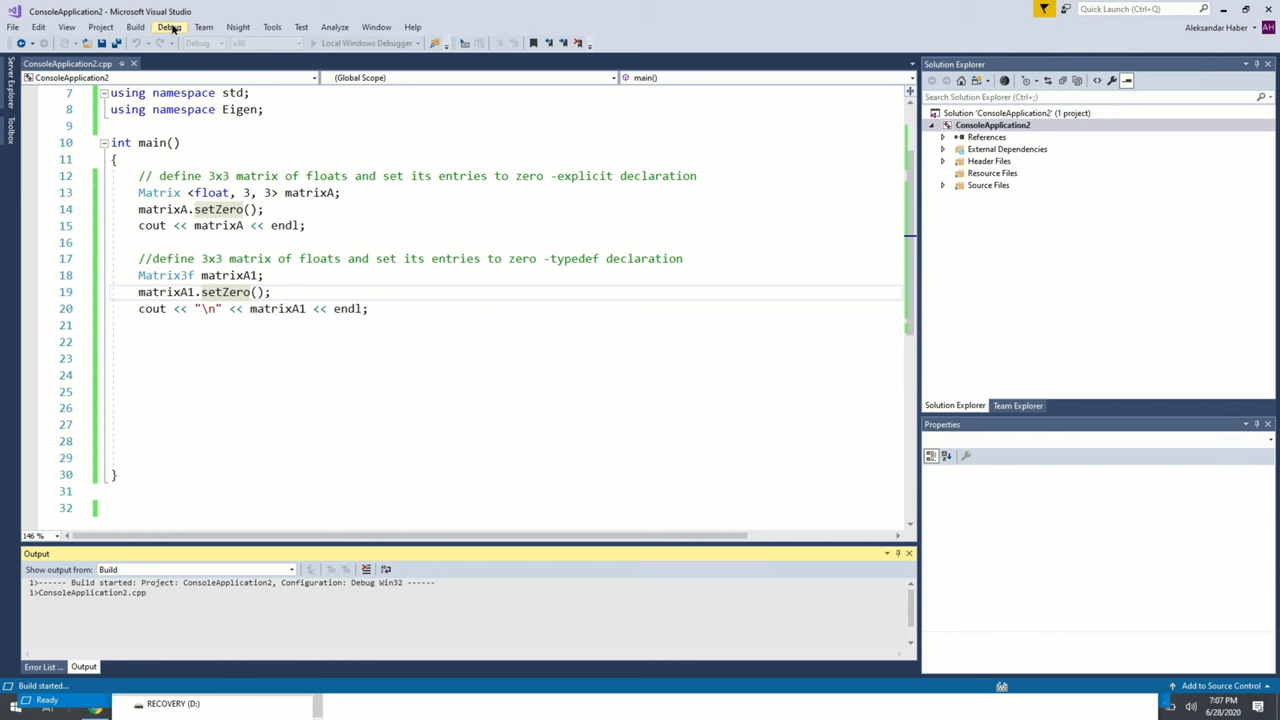 ConsoleApplication2 - Microsoft Visual Studio
Quick Launch (Ctrl+Q)
File Edit View Project Build Debug Team Nsight Tools Test Analyze Window Help
Aleksandar Haber AH
Debug x86 Local Windows Debugger
Server Explorer
Toolbox
ConsoleApplication2.cpp
ConsoleApplication2 (Global Scope) main()
7 using namespace std;
8 using namespace Eigen;
9
10 int main()
11 {
12 // define 3x3 matrix of floats and set its entries to zero -explicit declaration
13 Matrix <float, 3, 3> matrixA;
14 matrixA.setZero();
15 cout << matrixA << endl;
16
17 //define 3x3 matrix of floats and set its entries to zero -typedef declaration
18 Matrix3f matrixA1;
19 matrixA1.setZero();
20 cout << "\n" << matrixA1 << endl;
21
22
23
24
25
26
27
28
29
30 }
31
32
146 %
Solution Explorer
Search Solution Explorer (Ctrl+;)
Solution 'ConsoleApplication2' (1 project)
ConsoleApplication2
References
External Dependencies
Header Files
Resource Files
Source Files
Solution Explorer Team Explorer
Properties
Output
Show output from: Build
1>------ Build started: Project: ConsoleApplication2, Configuration: Debug Win32 ------
1>ConsoleApplication2.cpp
Error List ... Output
Build started...
Add to Source Control
Ready
RECOVERY (D:)
7:07 PM
6/28/2020